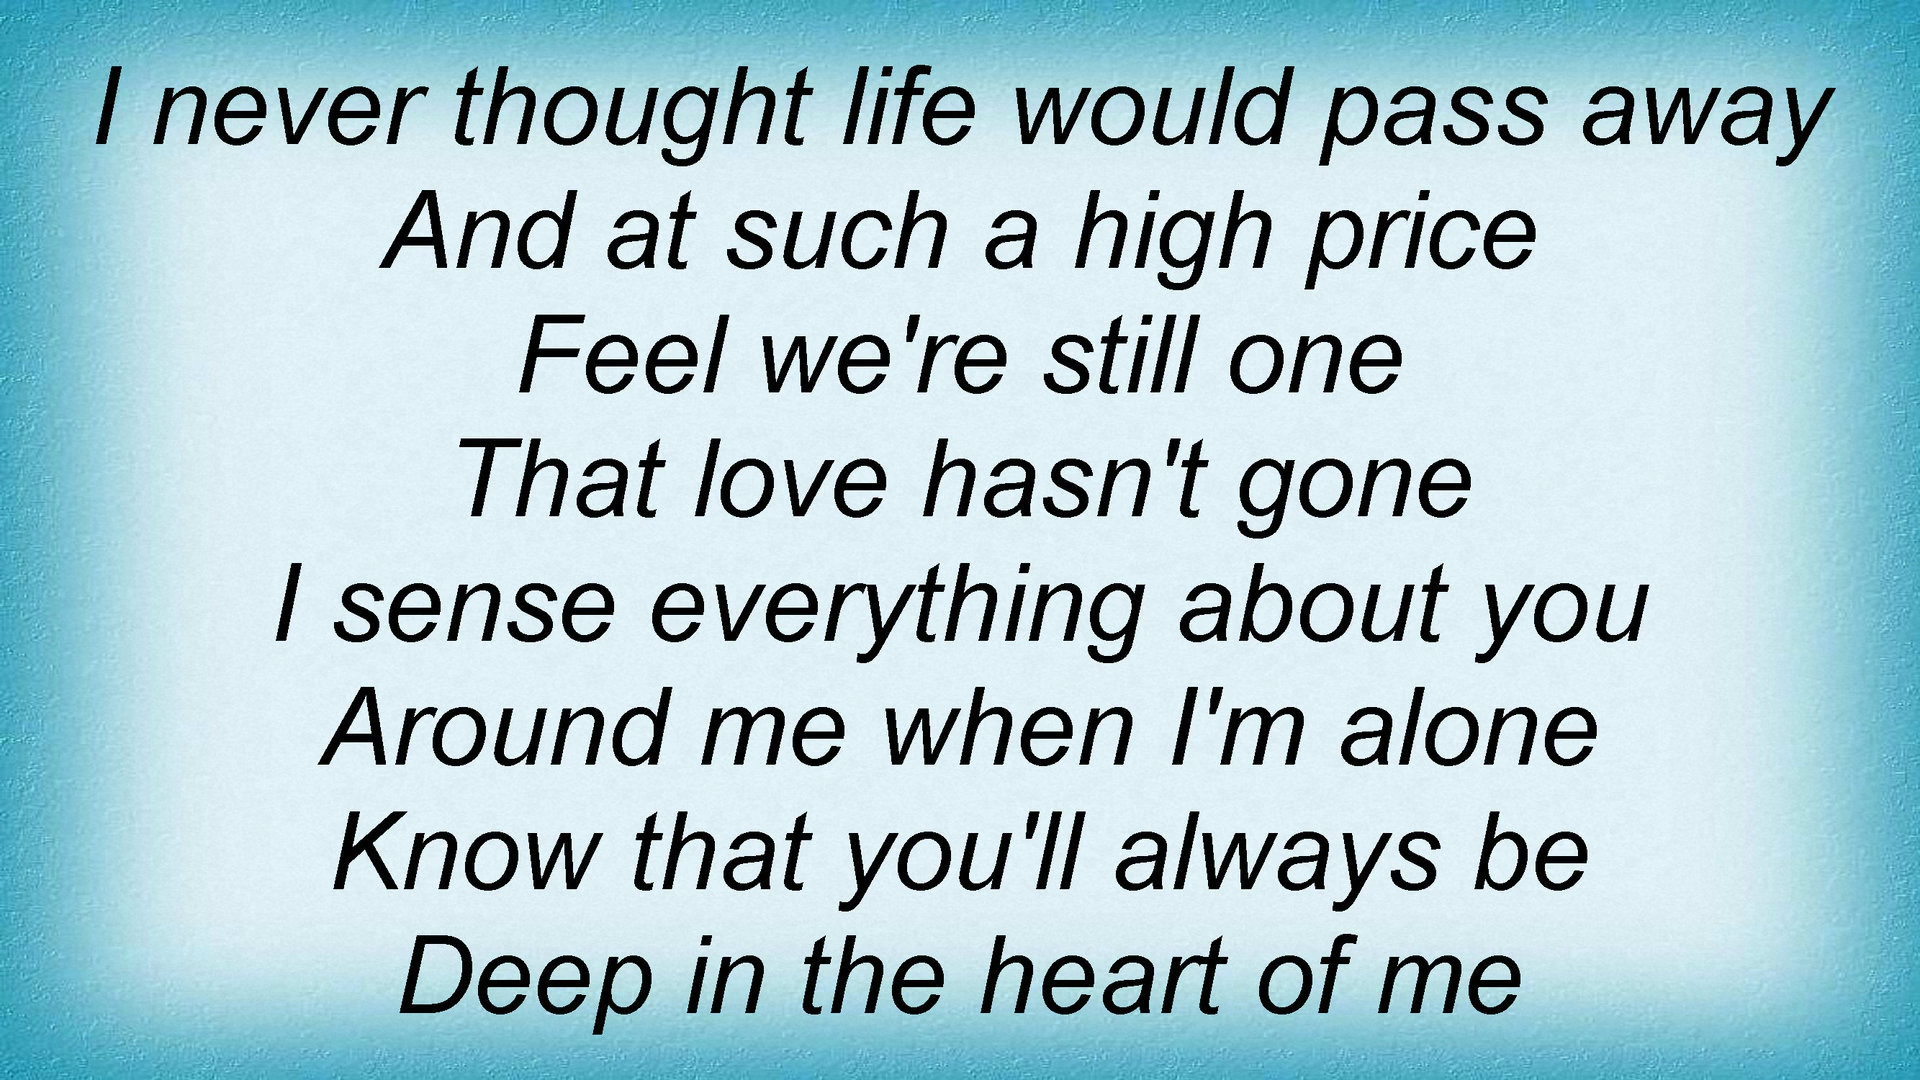 I never thought life would pass away
And at such a high price
Feel we're still one
That love hasn't gone
I sense everything about you
Around me when I'm alone
Know that you'll always be
Deep in the heart of me